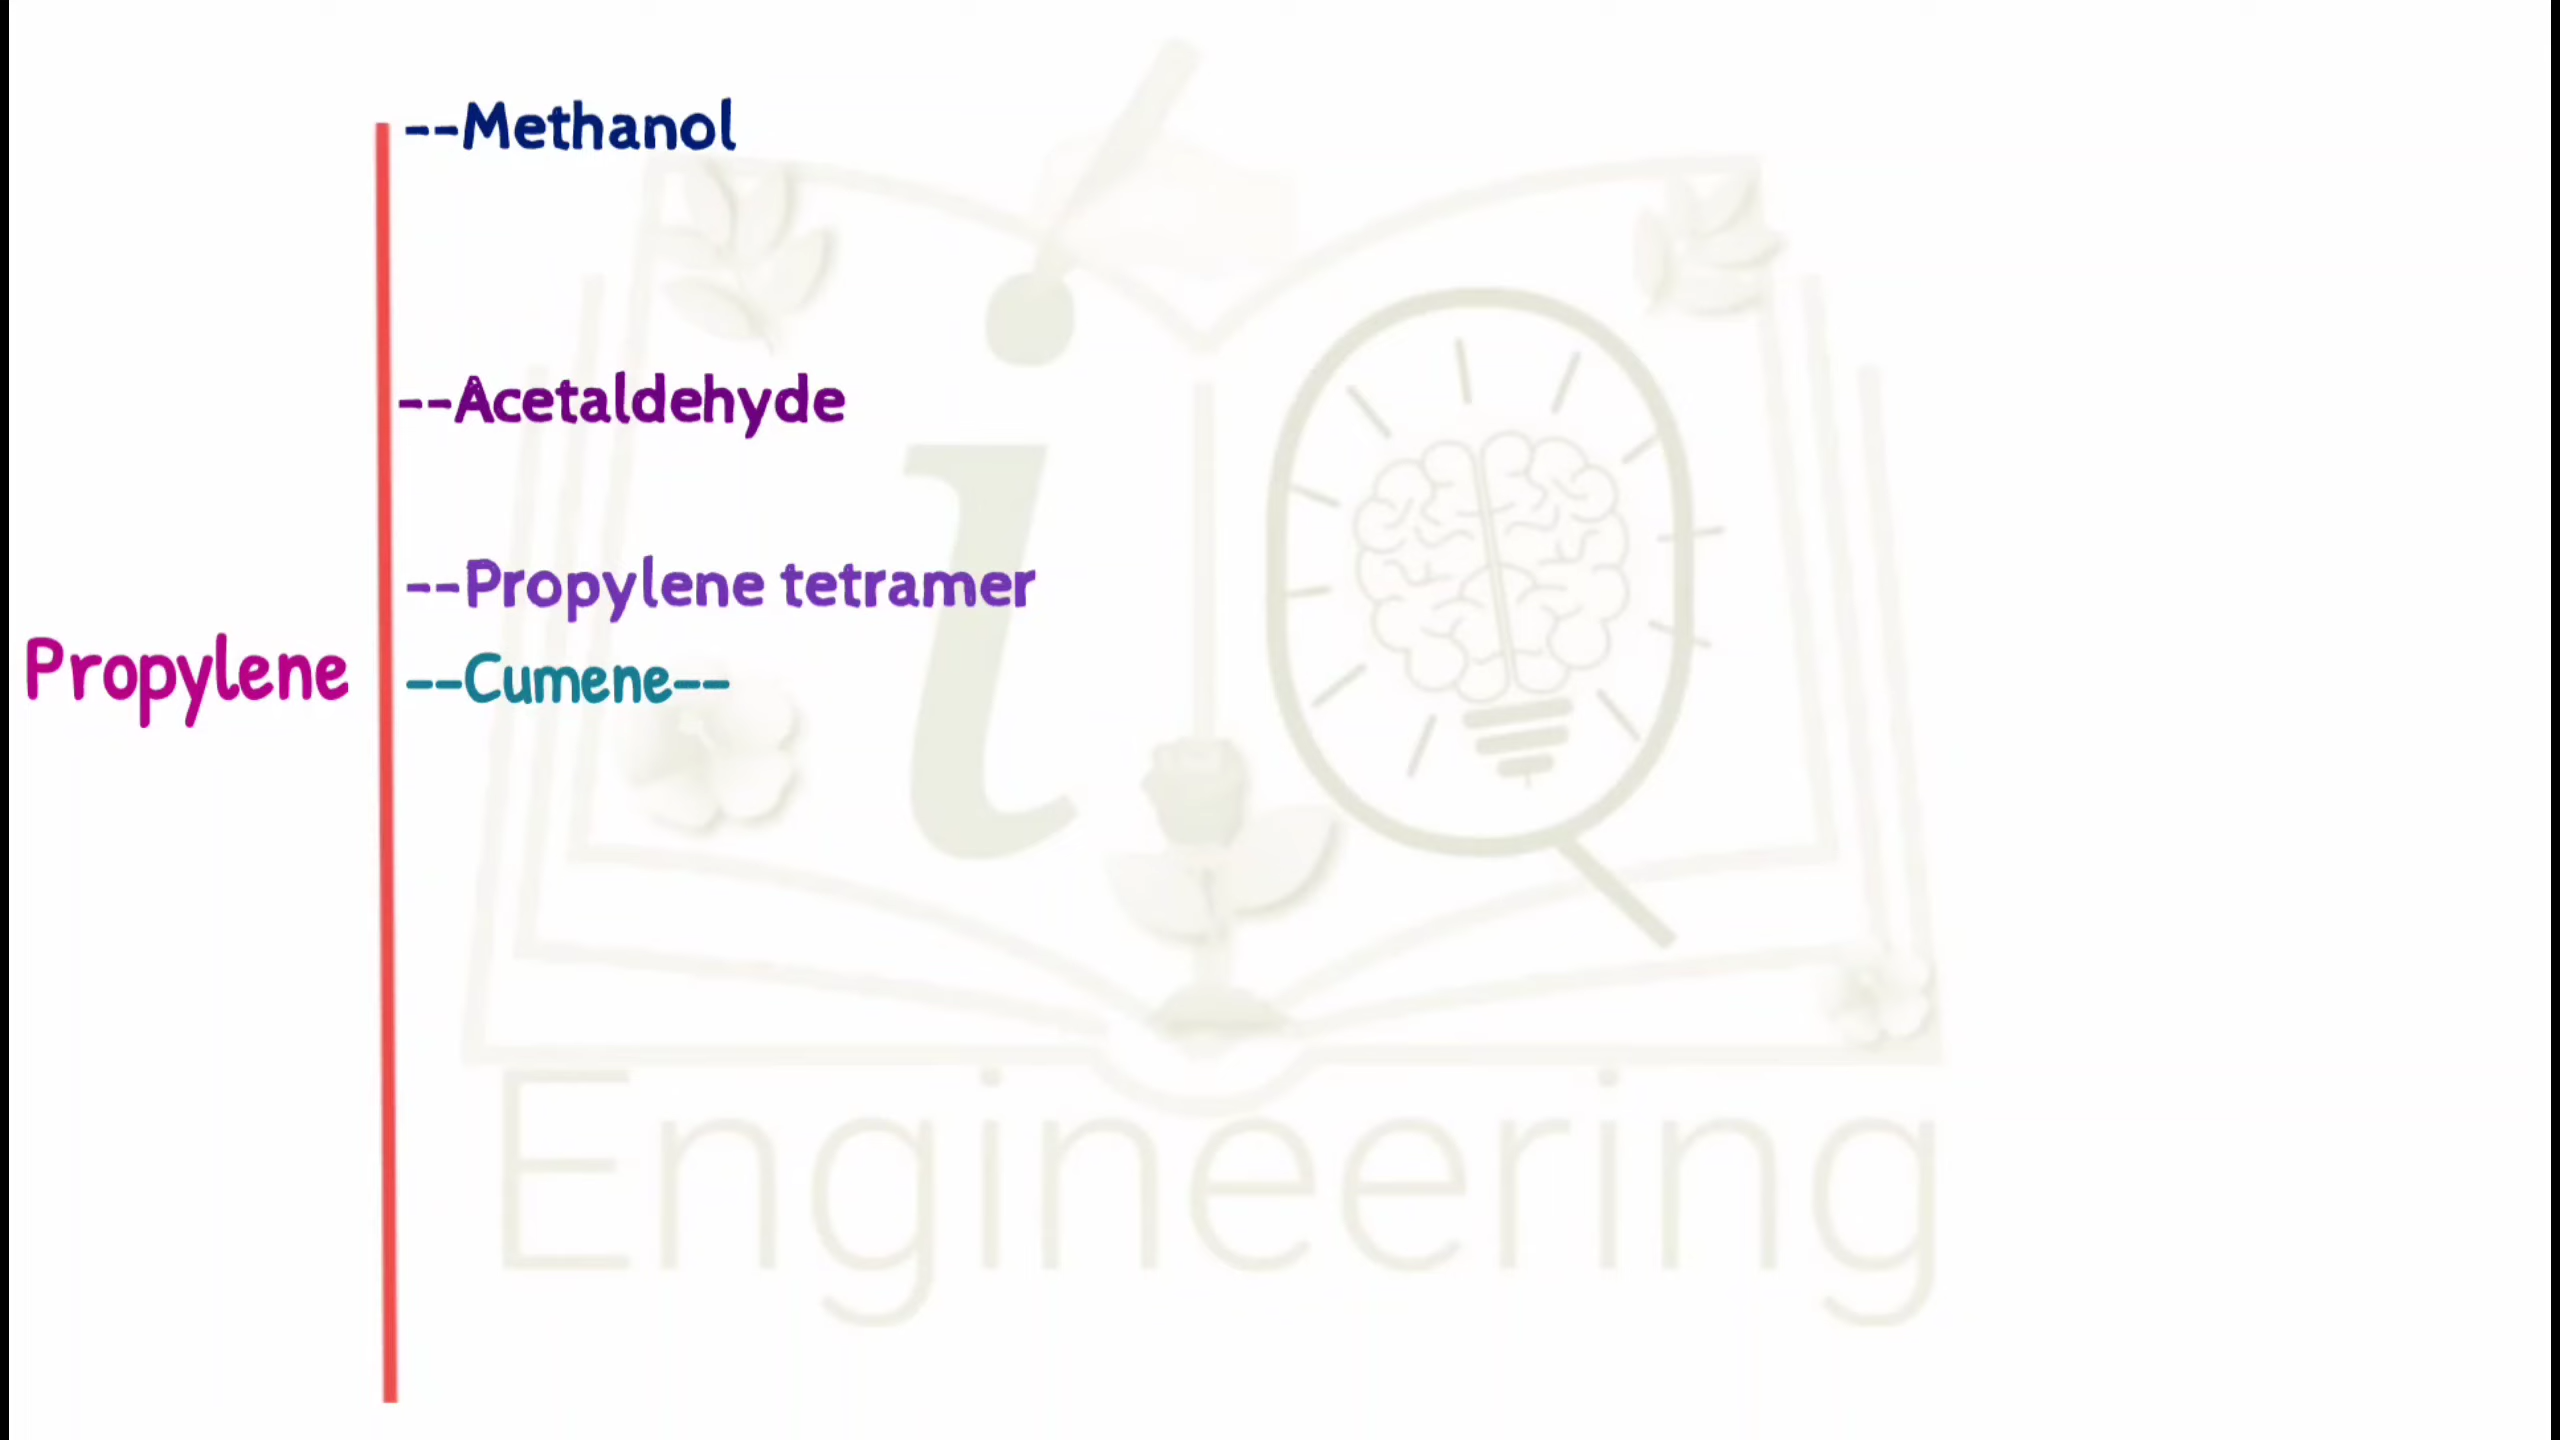 --Methanol
--Acetaldehyde
--Propylene tetramer
Propylene
--Cumene--
i
Engineering